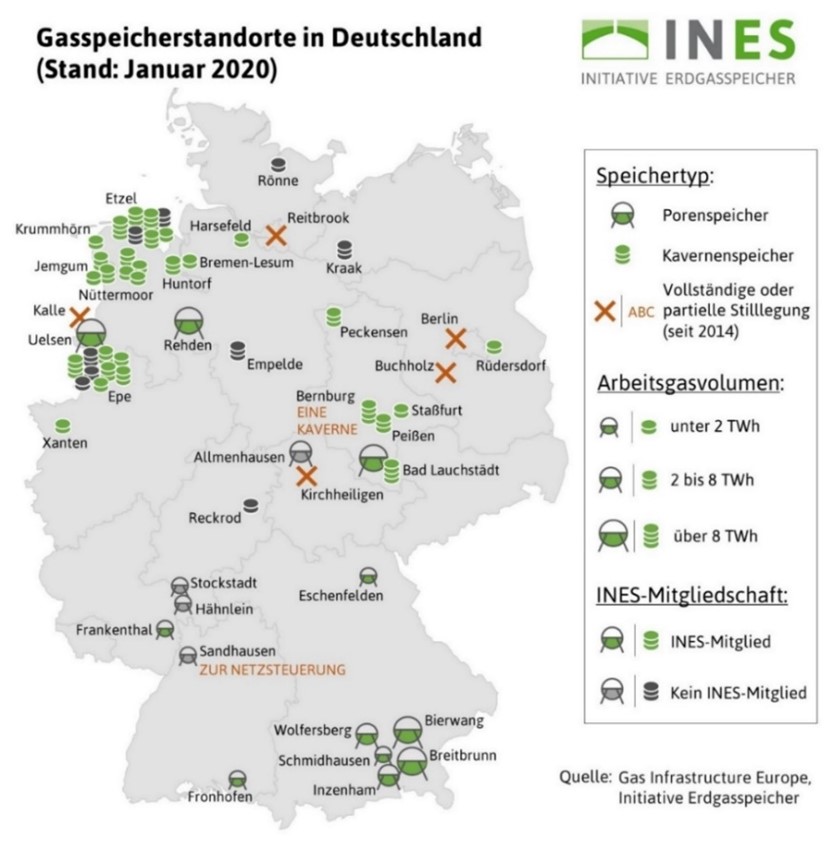 Gasspeicherstandorte in Deutschland
(Stand: Januar 2020)
INES
INITIATIVE ERDGASSPEICHER
Rönne
Etzel
Krummhörn
Harsefeld
Reitbrook
Jemgum
Bremen-Lesum
Kraak
Huntorf
Nüttermoor
Kalle
Uelsen
Rehden
Peckensen
Berlin
Empelde
Buchholz
Rüdersdorf
Epe
Bernburg
EINE
KAVERNE
Staßfurt
Peißen
Xanten
Allmenhausen
Bad Lauchstädt
Kirchheiligen
Reckrod
Stockstadt
Eschenfelden
Hähnlein
Frankenthal
Sandhausen
ZUR NETZSTEUERUNG
Wolfersberg
Bierwang
Schmidhausen
Breitbrunn
Inzenham
Fronhofen
Speichertyp:
Porenspeicher
Kavernenspeicher
ABC
Vollständige oder
partielle Stilllegung
(seit 2014)
Arbeitsgasvolumen:
unter 2 TWh
2 bis 8 TWh
über 8 TWh
INES-Mitgliedschaft:
INES-Mitglied
Kein INES-Mitglied
Quelle: Gas Infrastructure Europe,
Initiative Erdgasspeicher